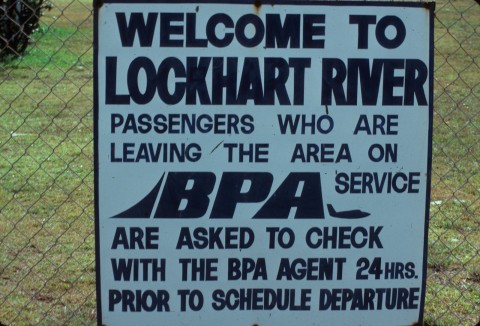 WELCOME TO
LOCKHART RIVER
PASSENGERS WHO ARE
LEAVING THE AREA ON
BPA SERVICE
ARE ASKED TO CHECK
WITH THE BPA AGENT 24HRS.
PRIOR TO SCHEDULE DEPARTURE